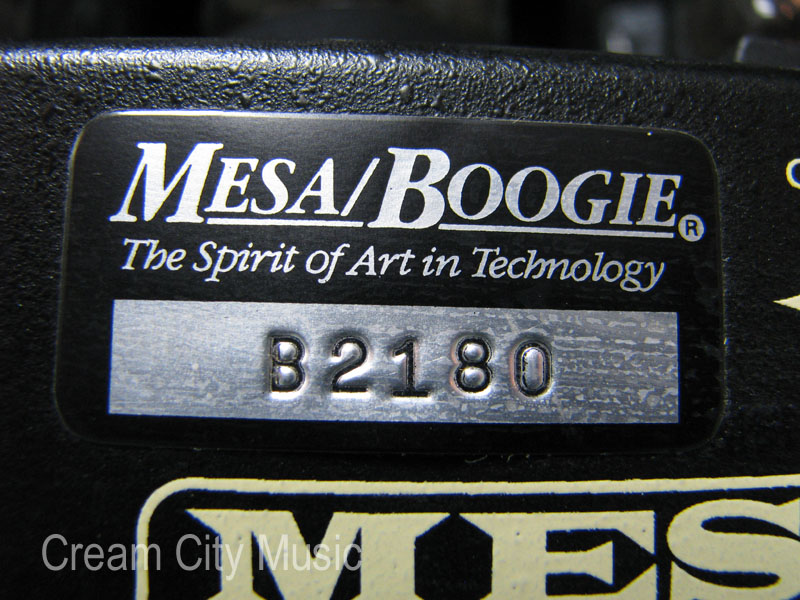 MESA/BOOGIE®
The Spirit of Art in Technology
B2180
MES
Cream City Music